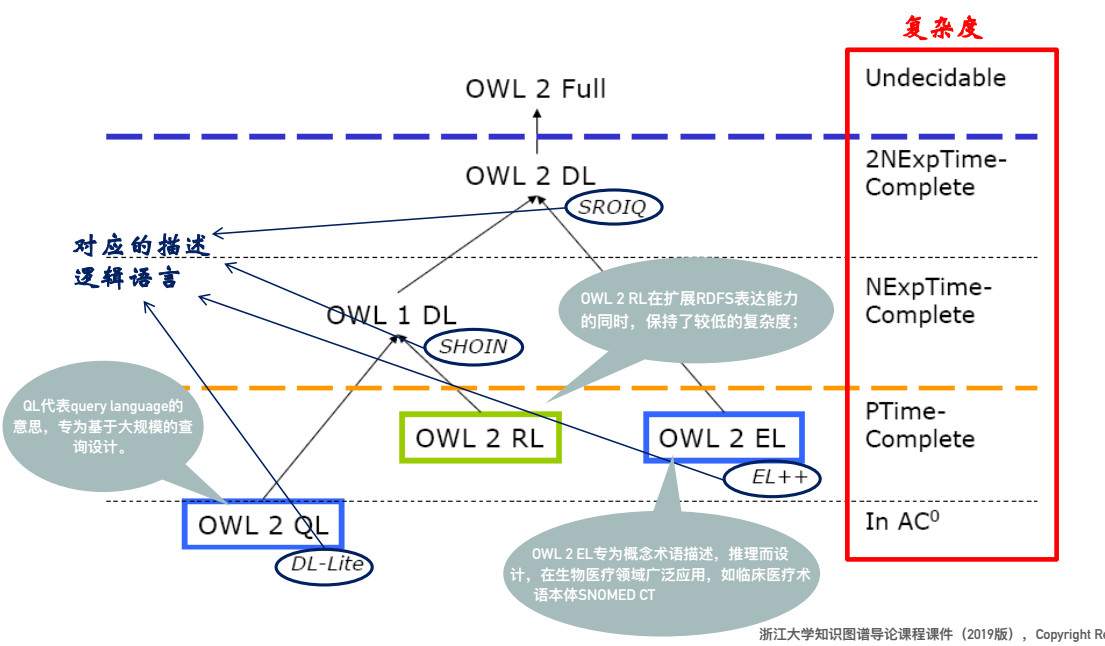 复杂度
Undecidable
OWL 2 Full
2NExpTime-
Complete
OWL 2 DL
SROIQ
对应的描述
逻辑语言
NExpTime-
Complete
OWL 2 RL在扩展RDFS表达能力
的同时，保持了较低的复杂度；
OWL 1 DL
SHOIN
QL代表query language的
意思，专为基于大规模的查
询设计。
PTime-
Complete
OWL 2 RL
OWL 2 EL
EL++
In AC⁰
OWL 2 QL
DL-Lite
OWL 2 EL专为概念术语描述，推理而设
计，在生物医疗领域广泛应用，如临床医疗术
语本体SNOMED CT
浙江大学知识图谱导论课程课件（2019版），Copyright Re